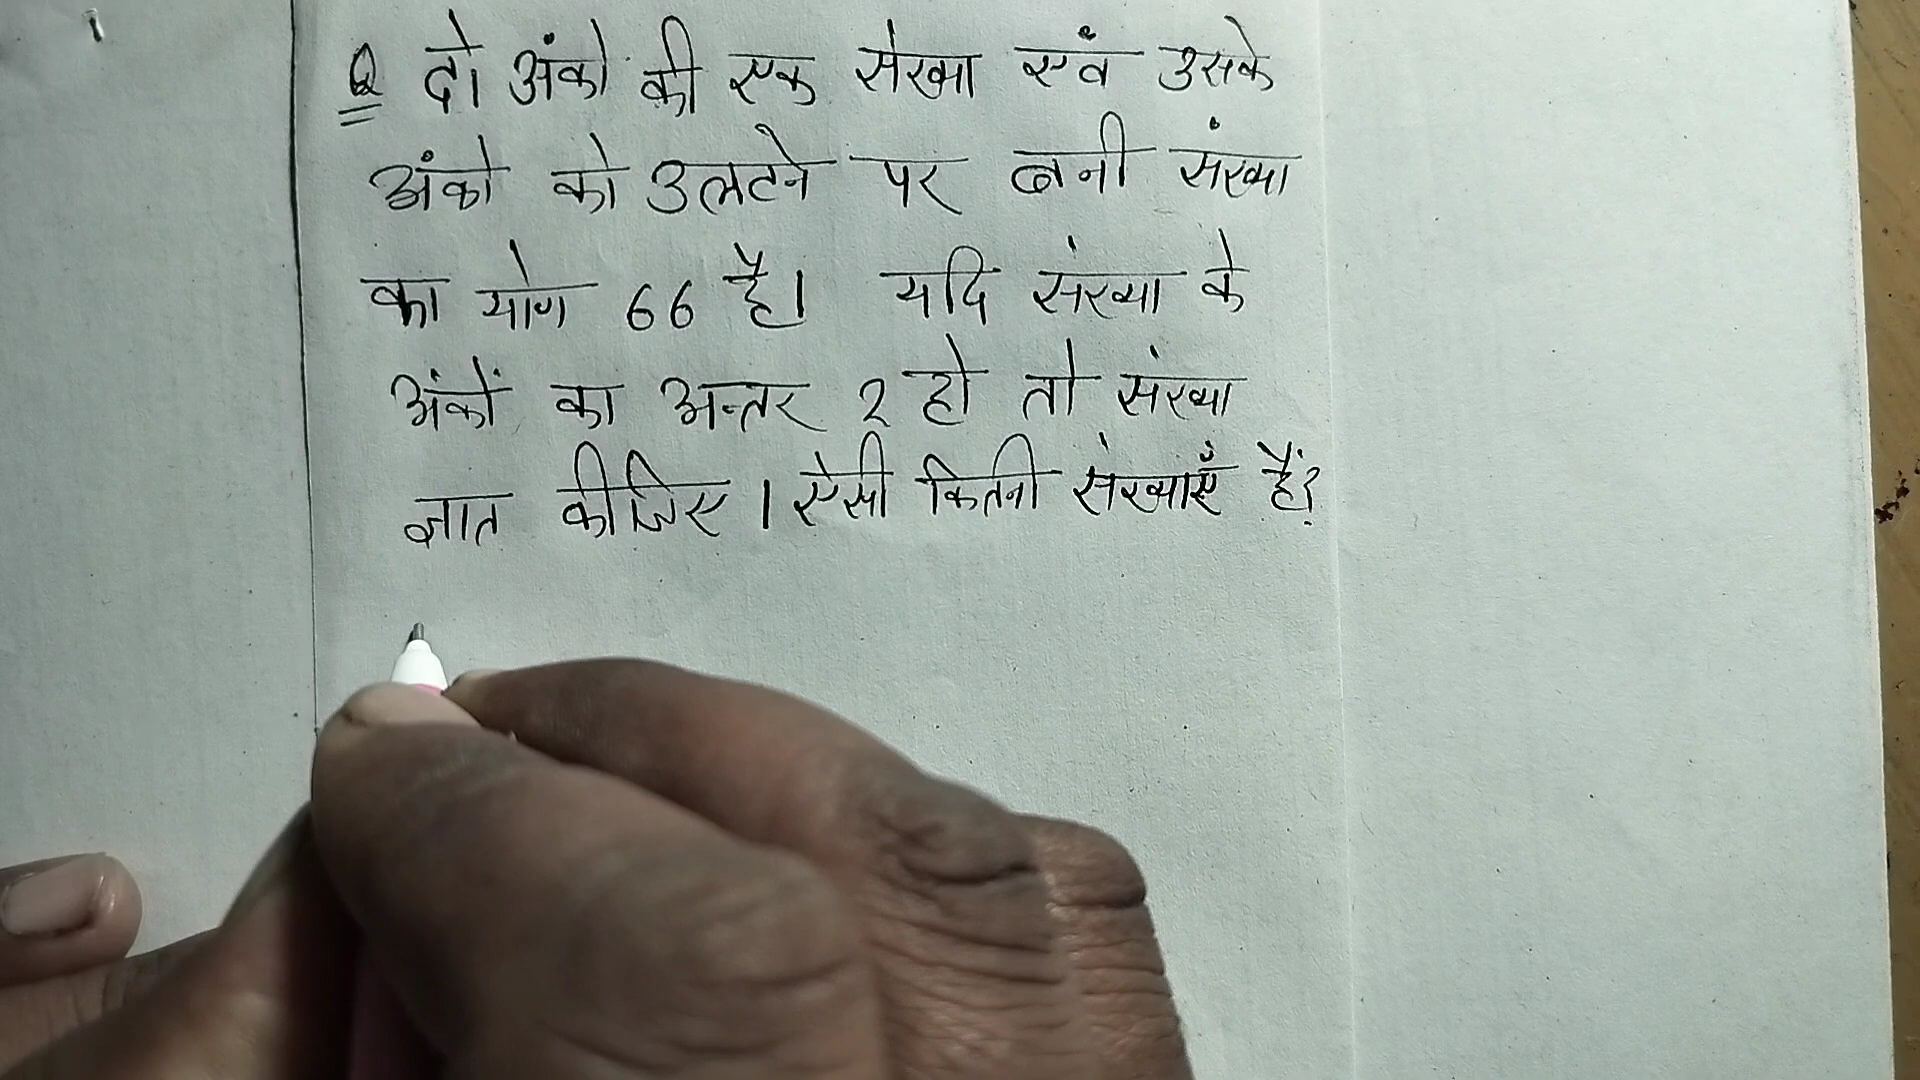 Q दो अंको की एक संख्या एवं उसके
अंको को उलटने पर बनी संख्या
का योग 66 है। यदि संख्या के
अंकों का अन्तर 2 हो तो संख्या
ज्ञात कीजिए। ऐसी कितनी संख्याएँ हैं?